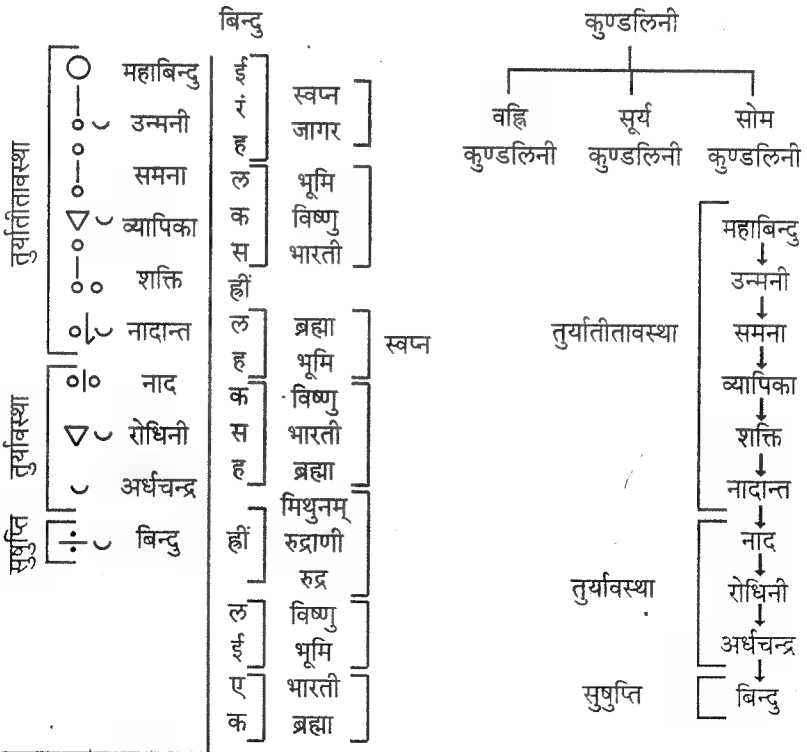 बिन्दु
तुर्यातीतावस्था
महाबिन्दु
उन्मनी
समना
व्यापिका
शक्ति
नादान्त
तुर्यावस्था
नाद
रोधिनी
अर्धचन्द्र
सुषुप्ति
बिन्दु
ई
रं
ह
स्वप्न
जागर
ल भूमि
क विष्णु
स भारती
ह्रीं
ल ब्रह्मा
ह भूमि
स्वप्न
क विष्णु
स भारती
ह ब्रह्मा
मिथुनम्
ह्रीं रुद्राणी
रुद्र
ल विष्णु
ई भूमि
ए भारती
क ब्रह्मा
कुण्डलिनी
वह्नि सूर्य सोम
कुण्डलिनी कुण्डलिनी कुण्डलिनी
तुर्यातीतावस्था
महाबिन्दु
उन्मनी
समना
व्यापिका
शक्ति
नादान्त
तुर्यावस्था
नाद
रोधिनी
अर्धचन्द्र
सुषुप्ति
बिन्दु